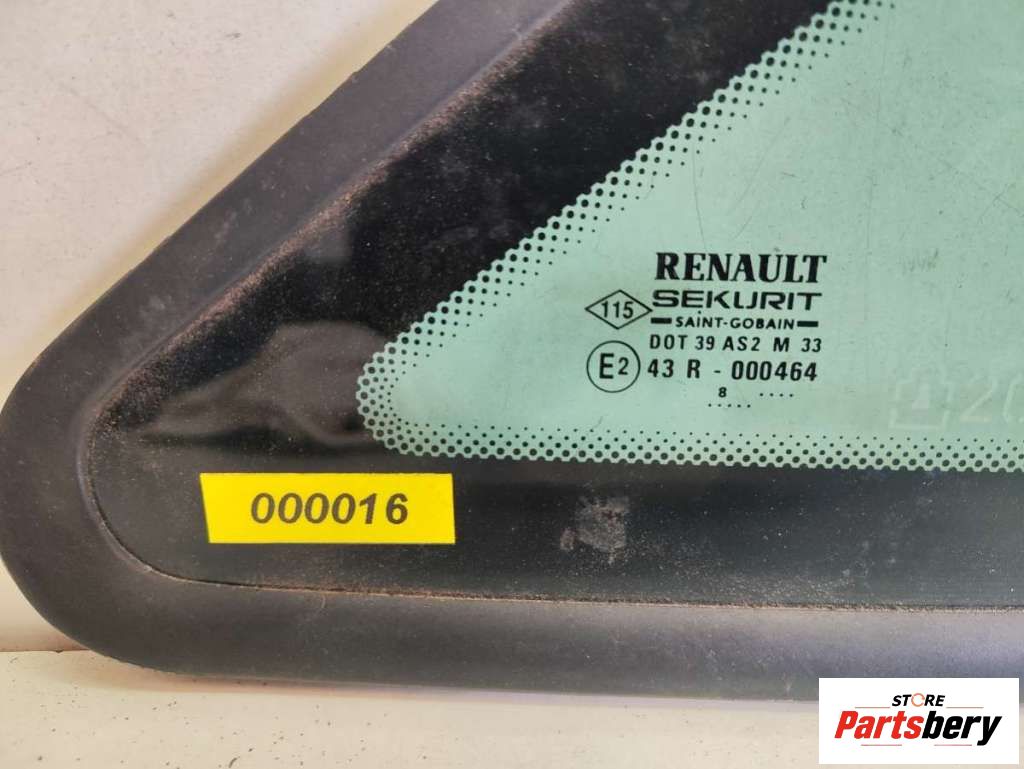 RENAULT
115
SEKURIT
SAINT-GOBAIN
DOT 39 AS2 M 33
E2 43 R - 000464
8 ....
.....
000016
STORE
Partsbery